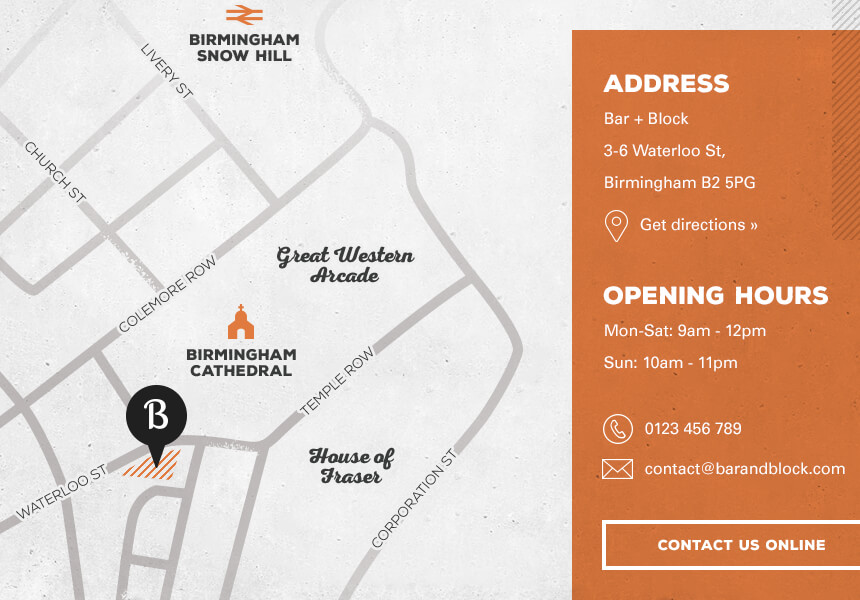 BIRMINGHAM
SNOW HILL
LIVERY ST
CHURCH ST
COLEMORE ROW
Great Western
Arcade
BIRMINGHAM
CATHEDRAL
TEMPLE ROW
B
House of
Fraser
WATERLOO ST
CORPORATION ST
ADDRESS
Bar + Block
3-6 Waterloo St,
Birmingham B2 5PG
Get directions »
OPENING HOURS
Mon-Sat: 9am - 12pm
Sun: 10am - 11pm
0123 456 789
contact@barandblock.com
CONTACT US ONLINE